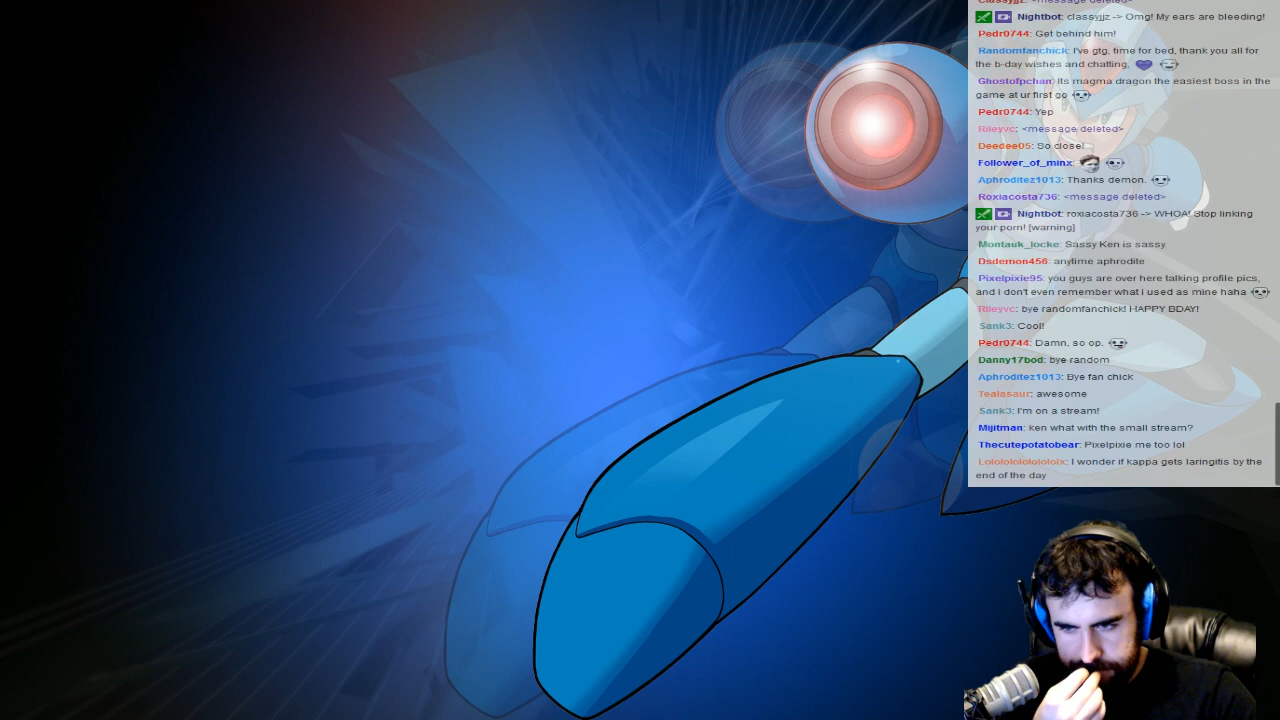 Classyjjz: <message deleted>
Nightbot: classyjjz -> Omg! My ears are bleeding!
Pedr0744: Get behind him!
Randomfanchick: I've gtg, time for bed, thank you all for
the b-day wishes and chatting,
Ghostofpchan: Its magma dragon the easiest boss in the
game at ur first go
Pedr0744: Yep
Rileyvc: <message deleted>
Deedee05: So close!
Follower_of_minx:
Aphroditez1013: Thanks demon.
Roxiacosta736: <message deleted>
Nightbot: roxiacosta736 -> WHOA! Stop linking
your porn! [warning]
Montauk_locke: Sassy Ken is sassy
Dsdemon456: anytime aphrodite
Pixelpixie95: you guys are over here talking profile pics,
and i don't even remember what i used as mine haha
Rileyvc: bye randomfanchick! HAPPY BDAY!
Sank3: Cool!
Pedr0744: Damn, so op.
Danny17bod: bye random
Aphroditez1013: Bye fan chick
Tealasaur: awesome
Sank3: I'm on a stream!
Mijitman: ken what with the small stream?
Thecutepotatobear: Pixelpixie me too lol
Lololololololololx: I wonder if kappa gets laringitis by the
end of the day